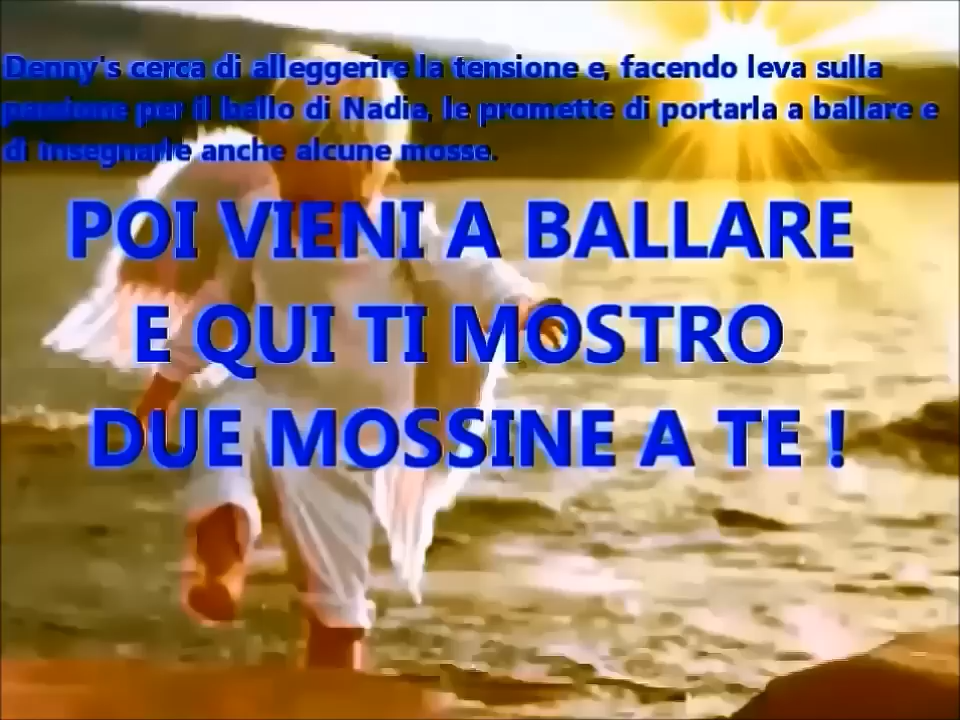 Denny's cerca di alleggerire la tensione e, facendo leva sulla
passione per il ballo di Nadia, le promette di portarla a ballare e
di insegnarle anche alcune mosse.
POI VIENI A BALLARE
E QUI TI MOSTRO
DUE MOSSINE A TE !